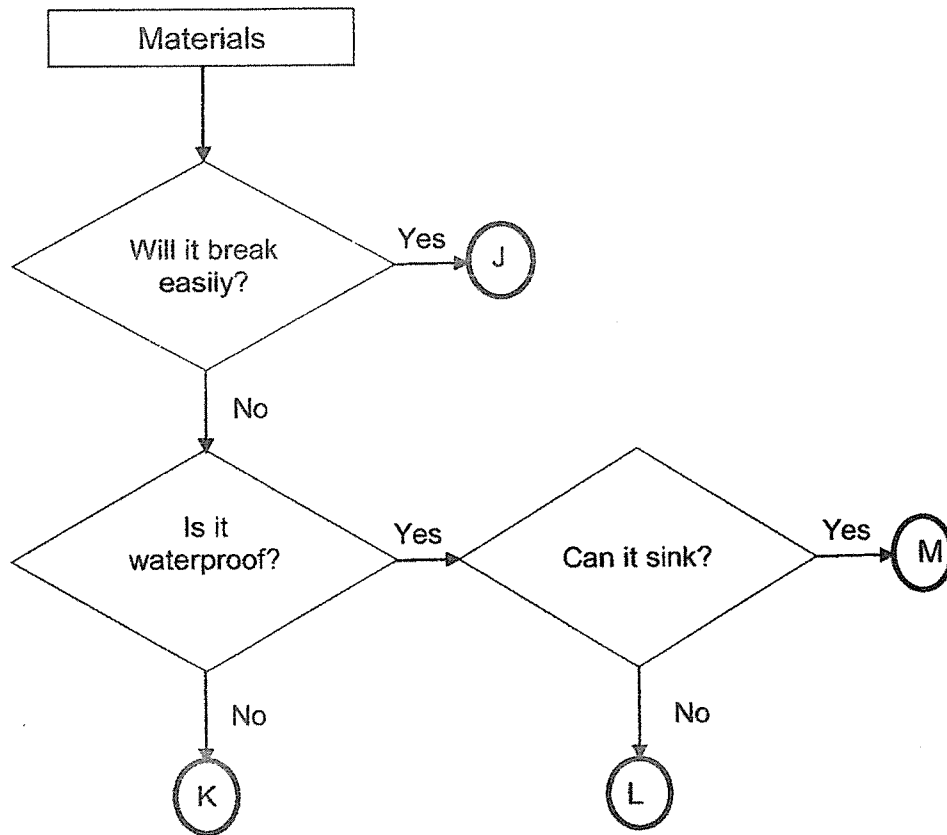 Materials
Will it break
easily?
Yes
J
No
Is it
waterproof?
Yes
Can it sink?
Yes
M
No
K
No
L